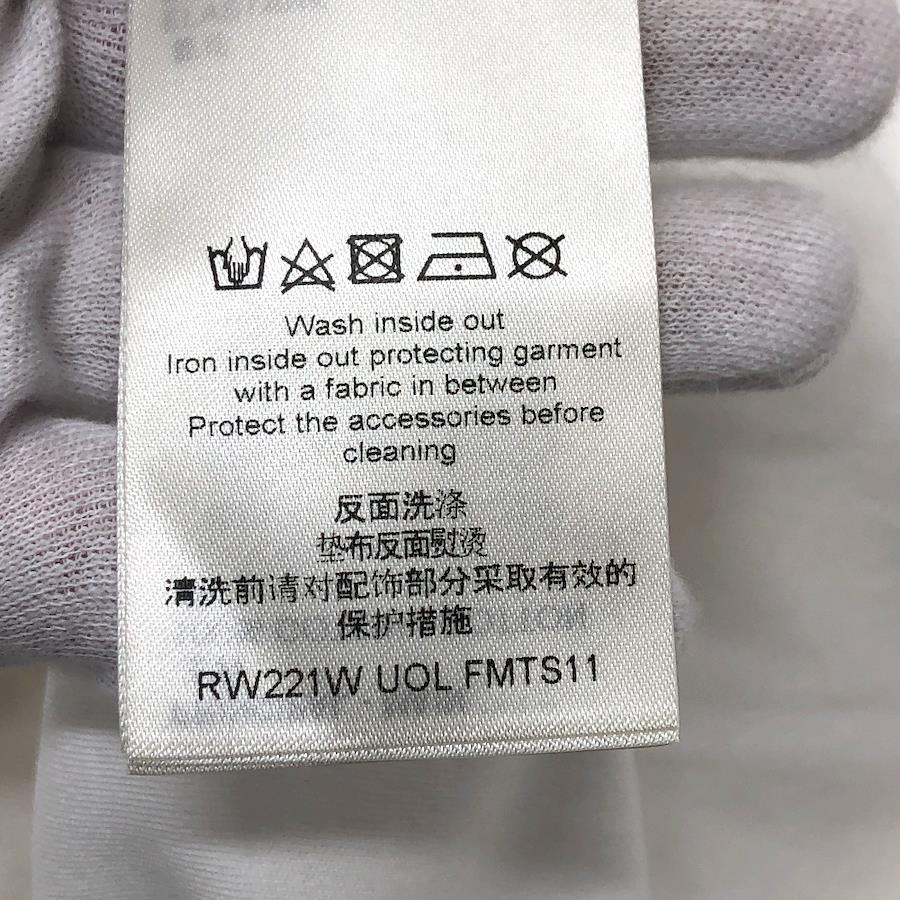 Wash inside out
Iron inside out protecting garment
with a fabric in between
Protect the accessories before
cleaning
反面洗涤
垫布反面熨烫
清洗前请对配饰部分采取有效的
保护措施
RW221W UOL FMTS11